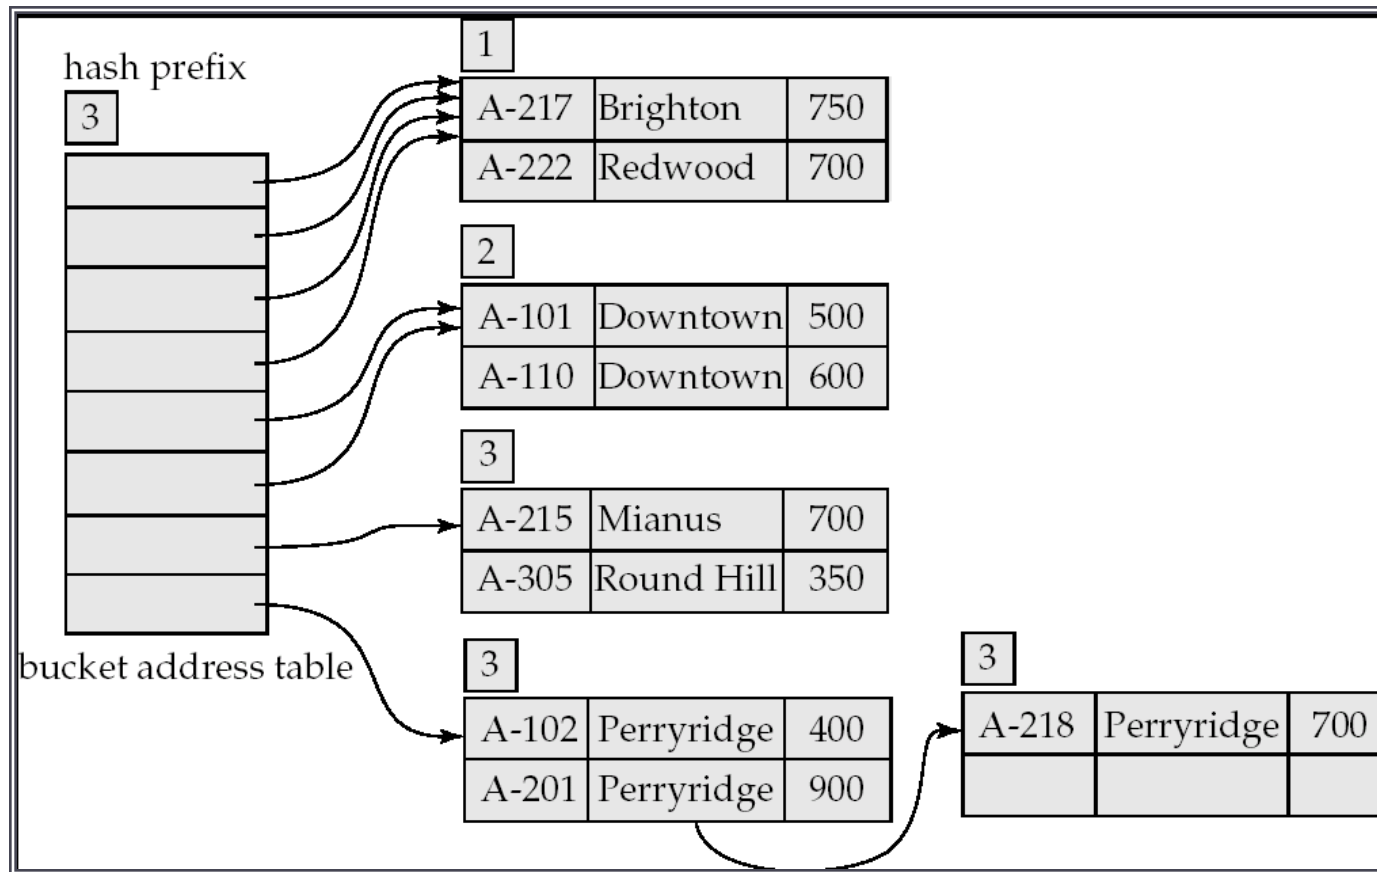 hash prefix
3
1
A-217 Brighton 750
A-222 Redwood 700
2
A-101 Downtown 500
A-110 Downtown 600
3
A-215 Mianus 700
A-305 Round Hill 350
bucket address table
3
A-102 Perryridge 400
A-201 Perryridge 900
3
A-218 Perryridge 700